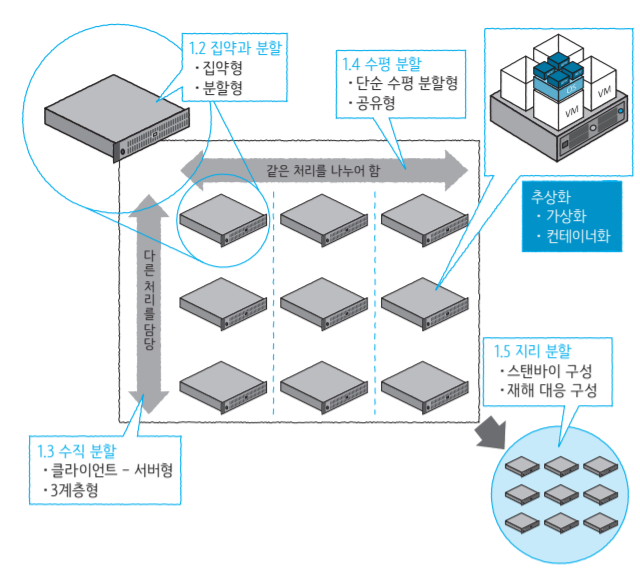 1.2 집약과 분할
・집약형
・분할형
1.4 수평 분할
・단순 수평 분할형
・공유형
OS
VM
VM
VM
같은 처리를 나누어 함
추상화
・가상화
・컨테이너화
다른 처리를 담당
1.5 지리 분할
・스탠바이 구성
・재해 대응 구성
1.3 수직 분할
・클라이언트 – 서버형
・3계층형